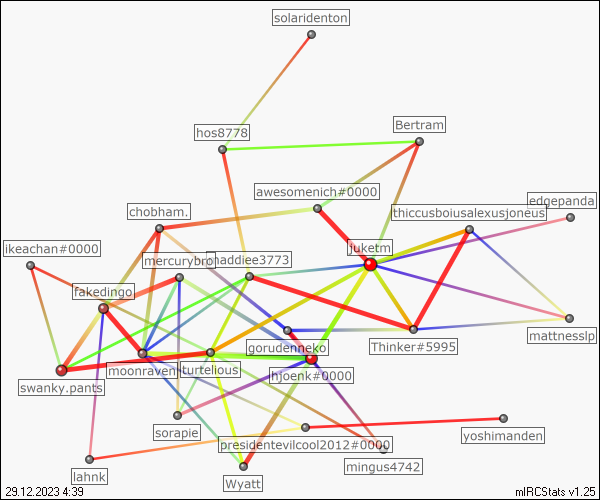 solaridenton
hos8778
Bertram
awesomenich#0000
edgepanda
chobham.
thiccusboiusalexusjoneus
ikeachan#0000
mercurybro
haddiee3773
juketm
fakedingo
gorudenneko
Thinker#5995
mattnesslp
moonraven
turtelious
hjoenk#0000
swanky.pants
sorapie
presidentevilcool2012#0000
yoshimanden
lahnk
Wyatt
mingus4742
29.12.2023 4:39
mIRCStats v1.25